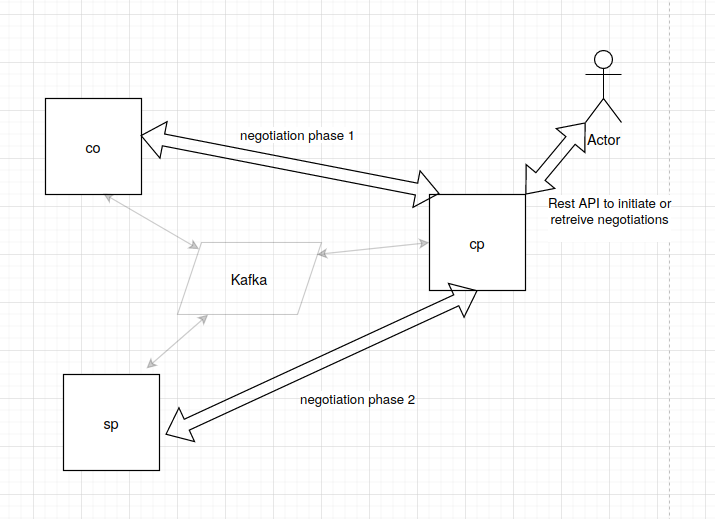 negotiation phase 1
co
Actor
Rest API to initiate or
retreive negotiations
cp
Kafka
negotiation phase 2
sp